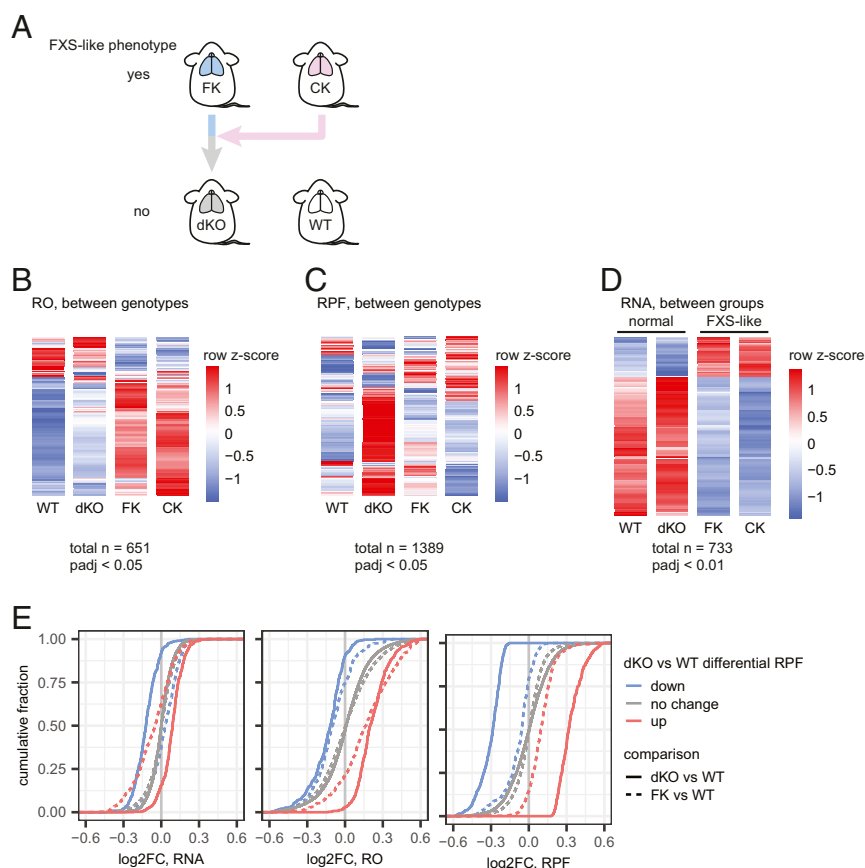 A
FXS-like phenotype
yes
FK
CK
no
dKO
WT
B
RO, between genotypes
row z-score
1
0.5
0
−0.5
−1
WT dKO FK CK
total n = 651
padj < 0.05
C
RPF, between genotypes
row z-score
1
0.5
0
−0.5
−1
WT dKO FK CK
total n = 1389
padj < 0.05
D
RNA, between groups
normal FXS-like
row z-score
1
0.5
0
−0.5
−1
WT dKO FK CK
total n = 733
padj < 0.01
E
cumulative fraction
1.00
0.75
0.50
0.25
0.00
−0.6 −0.3 0.0 0.3 0.6
log2FC, RNA
−0.6 −0.3 0.0 0.3 0.6
log2FC, RO
−0.6 −0.3 0.0 0.3 0.6
log2FC, RPF
dKO vs WT differential RPF
down
no change
up
comparison
dKO vs WT
FK vs WT